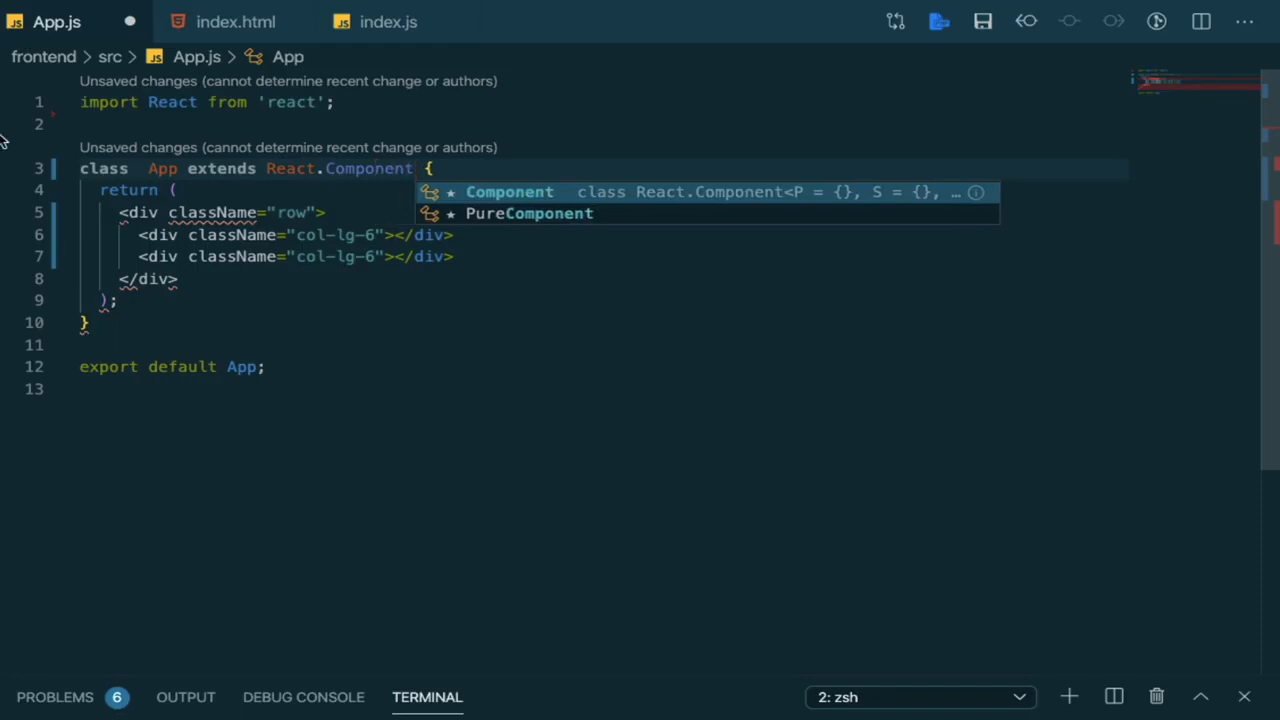 App.js
index.html
index.js
frontend > src > App.js > App
Unsaved changes (cannot determine recent change or authors)
1 import React from 'react';
2
Unsaved changes (cannot determine recent change or authors)
3 class  App extends React.Component {
Component class React.Component<P = {}, S = {}, …
4   return (
5     <div className="row">
PureComponent
6       <div className="col-lg-6"></div>
7       <div className="col-lg-6"></div>
8     </div>
9   );
10 }
11
12 export default App;
13
PROBLEMS 6 OUTPUT DEBUG CONSOLE TERMINAL 2: zsh